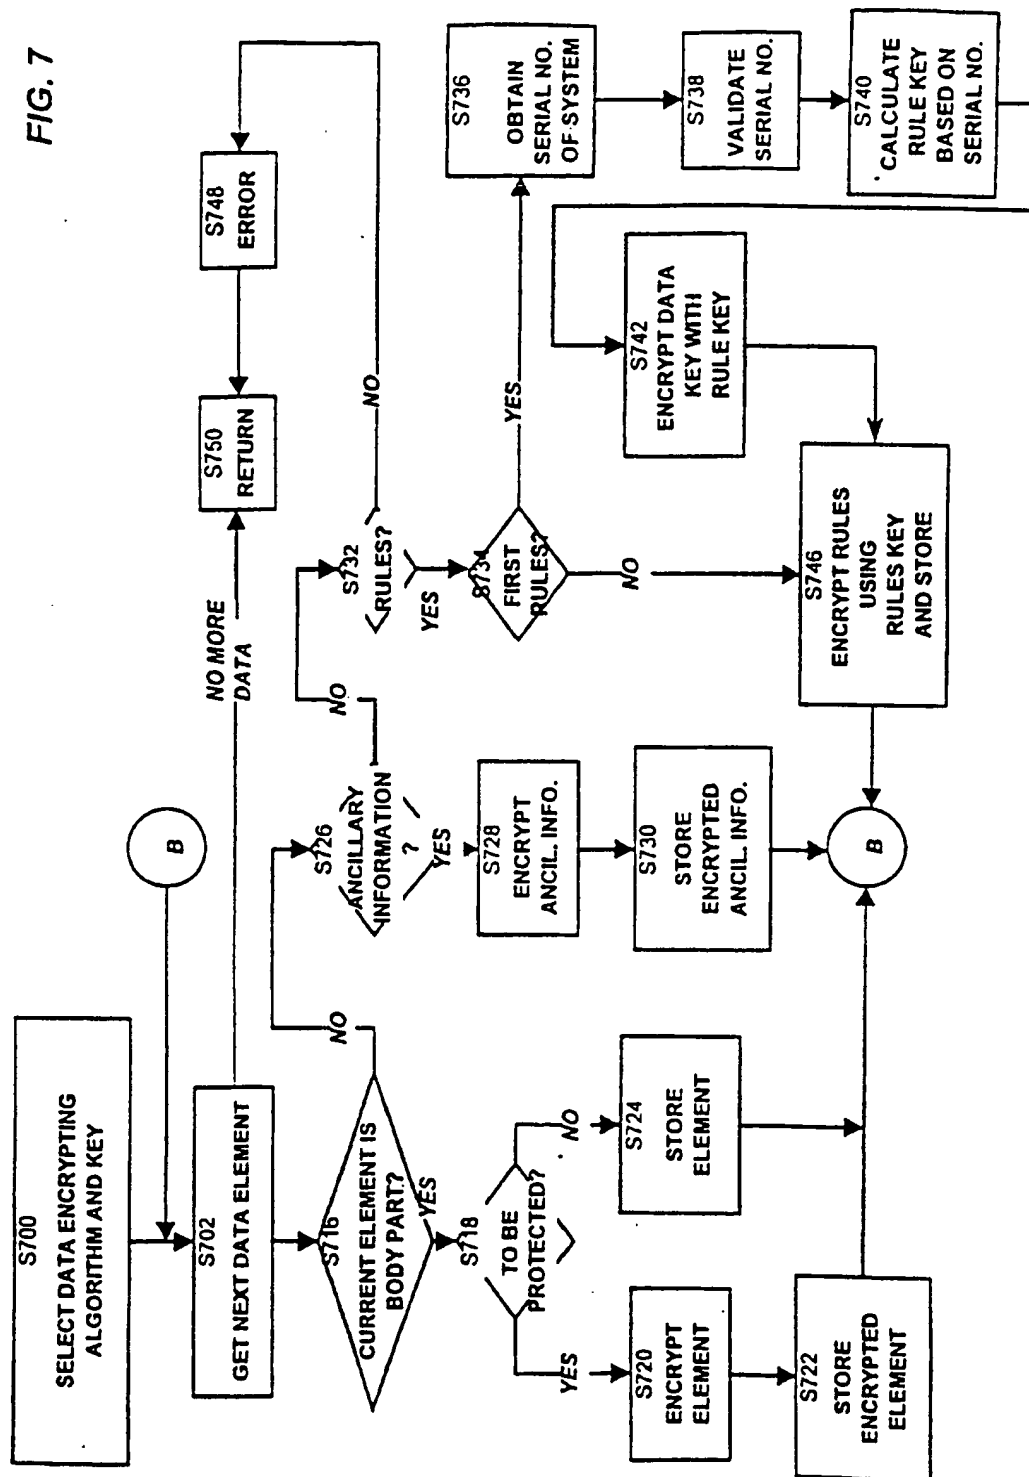 FIG. 7
S700
SELECT DATA ENCRYPTING
ALGORITHM AND KEY
B
S702
GET NEXT DATA ELEMENT
NO MORE
DATA
S750
RETURN
S748
ERROR
S716
CURRENT ELEMENT IS
BODY PART?
NO
YES
S726
ANCILLARY
INFORMATION
?
NO
YES
S732
RULES?
NO
YES
S718
TO BE
PROTECTED?
YES
NO
S720
ENCRYPT
ELEMENT
S722
STORE
ENCRYPTED
ELEMENT
S724
STORE
ELEMENT
S728
ENCRYPT
ANCIL. INFO.
S730
STORE
ENCRYPTED
ANCIL. INFO.
B
S734
FIRST
RULES?
YES
NO
S736
OBTAIN
SERIAL NO.
OF SYSTEM
S738
VALIDATE
SERIAL NO.
S740
CALCULATE
RULE KEY
BASED ON
SERIAL NO.
S742
ENCRYPT DATA
KEY WITH
RULE KEY
S746
ENCRYPT RULES
USING
RULES KEY
AND STORE